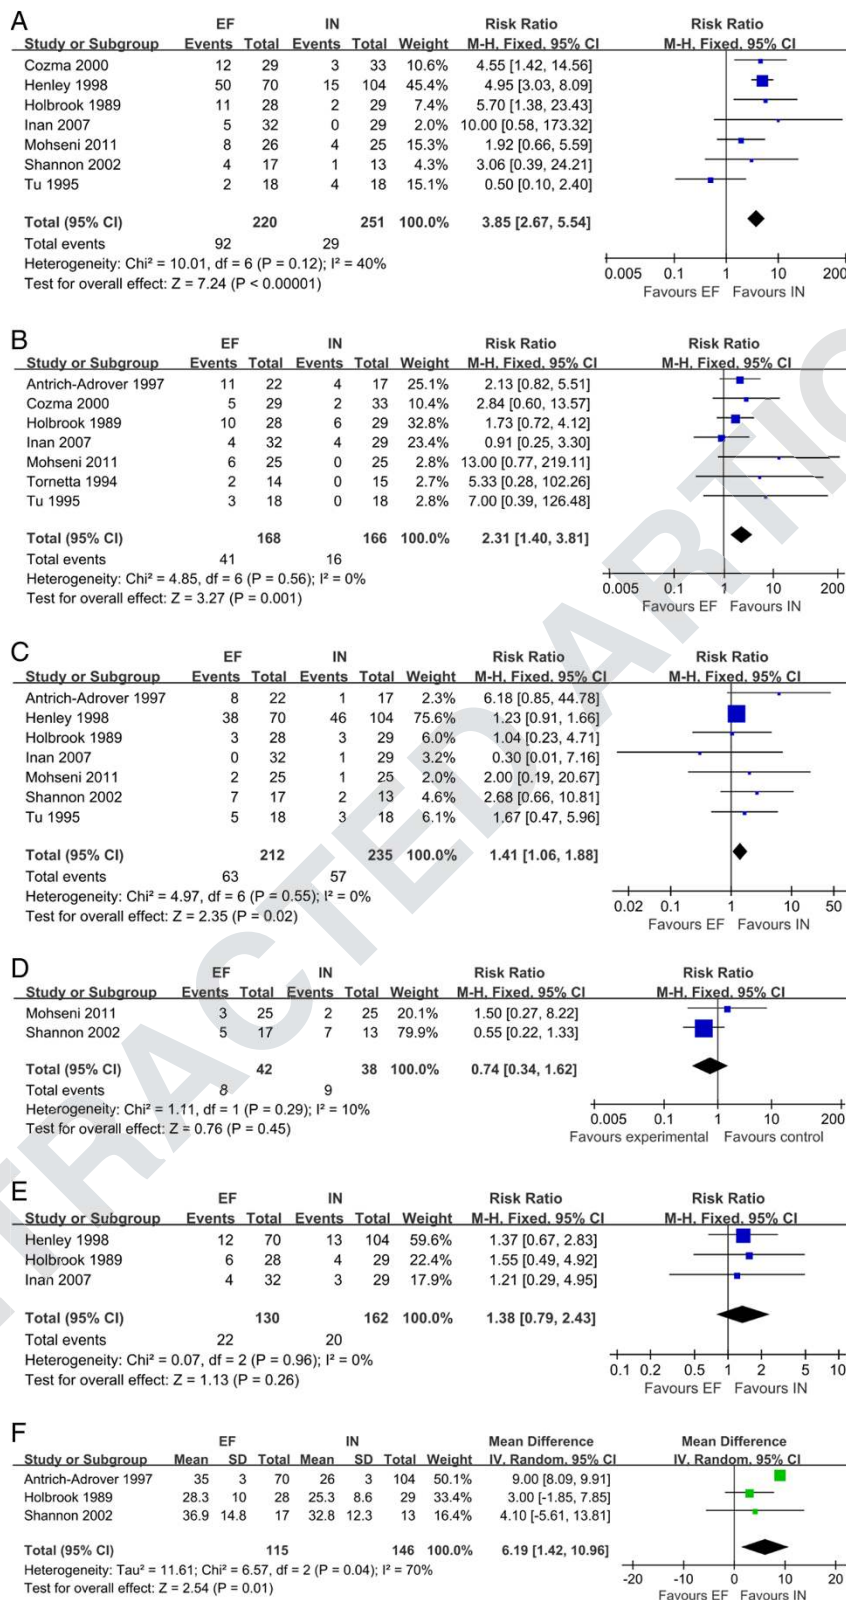 A
EF IN Risk Ratio Risk Ratio
Study or Subgroup Events Total Events Total Weight M-H, Fixed, 95% CI M-H, Fixed, 95% CI
Cozma 2000 12 29 3 33 10.6% 4.55 [1.42, 14.56]
Henley 1998 50 70 15 104 45.4% 4.95 [3.03, 8.09]
Holbrook 1989 11 28 2 29 7.4% 5.70 [1.38, 23.43]
Inan 2007 5 32 0 29 2.0% 10.00 [0.58, 173.32]
Mohseni 2011 8 26 4 25 15.3% 1.92 [0.66, 5.59]
Shannon 2002 4 17 1 13 4.3% 3.06 [0.39, 24.21]
Tu 1995 2 18 4 18 15.1% 0.50 [0.10, 2.40]
Total (95% CI) 220 251 100.0% 3.85 [2.67, 5.54]
Total events 92 29
Heterogeneity: Chi² = 10.01, df = 6 (P = 0.12); I² = 40%
Test for overall effect: Z = 7.24 (P < 0.00001)
0.005 0.1 1 10 200
Favours EF Favours IN
B
EF IN Risk Ratio Risk Ratio
Study or Subgroup Events Total Events Total Weight M-H, Fixed, 95% CI M-H, Fixed, 95% CI
Antrich-Adrover 1997 11 22 4 17 25.1% 2.13 [0.82, 5.51]
Cozma 2000 5 29 2 33 10.4% 2.84 [0.60, 13.57]
Holbrook 1989 10 28 6 29 32.8% 1.73 [0.72, 4.12]
Inan 2007 4 32 4 29 23.4% 0.91 [0.25, 3.30]
Mohseni 2011 6 25 0 25 2.8% 13.00 [0.77, 219.11]
Tornetta 1994 2 14 0 15 2.7% 5.33 [0.28, 102.26]
Tu 1995 3 18 0 18 2.8% 7.00 [0.39, 126.48]
Total (95% CI) 168 166 100.0% 2.31 [1.40, 3.81]
Total events 41 16
Heterogeneity: Chi² = 4.85, df = 6 (P = 0.56); I² = 0%
Test for overall effect: Z = 3.27 (P = 0.001)
0.005 0.1 1 10 200
Favours EF Favours IN
C
EF IN Risk Ratio Risk Ratio
Study or Subgroup Events Total Events Total Weight M-H, Fixed, 95% CI M-H, Fixed, 95% CI
Antrich-Adrover 1997 8 22 1 17 2.3% 6.18 [0.85, 44.78]
Henley 1998 38 70 46 104 75.6% 1.23 [0.91, 1.66]
Holbrook 1989 3 28 3 29 6.0% 1.04 [0.23, 4.71]
Inan 2007 0 32 1 29 3.2% 0.30 [0.01, 7.16]
Mohseni 2011 2 25 1 25 2.0% 2.00 [0.19, 20.67]
Shannon 2002 7 17 2 13 4.6% 2.68 [0.66, 10.81]
Tu 1995 5 18 3 18 6.1% 1.67 [0.47, 5.96]
Total (95% CI) 212 235 100.0% 1.41 [1.06, 1.88]
Total events 63 57
Heterogeneity: Chi² = 4.97, df = 6 (P = 0.55); I² = 0%
Test for overall effect: Z = 2.35 (P = 0.02)
0.02 0.1 1 10 50
Favours EF Favours IN
D
EF IN Risk Ratio Risk Ratio
Study or Subgroup Events Total Events Total Weight M-H, Fixed, 95% CI M-H, Fixed, 95% CI
Mohseni 2011 3 25 2 25 20.1% 1.50 [0.27, 8.22]
Shannon 2002 5 17 7 13 79.9% 0.55 [0.22, 1.33]
Total (95% CI) 42 38 100.0% 0.74 [0.34, 1.62]
Total events 8 9
Heterogeneity: Chi² = 1.11, df = 1 (P = 0.29); I² = 10%
Test for overall effect: Z = 0.76 (P = 0.45)
0.005 0.1 1 10 200
Favours experimental Favours control
E
EF IN Risk Ratio Risk Ratio
Study or Subgroup Events Total Events Total Weight M-H, Fixed, 95% CI M-H, Fixed, 95% CI
Henley 1998 12 70 13 104 59.6% 1.37 [0.67, 2.83]
Holbrook 1989 6 28 4 29 22.4% 1.55 [0.49, 4.92]
Inan 2007 4 32 3 29 17.9% 1.21 [0.29, 4.95]
Total (95% CI) 130 162 100.0% 1.38 [0.79, 2.43]
Total events 22 20
Heterogeneity: Chi² = 0.07, df = 2 (P = 0.96); I² = 0%
Test for overall effect: Z = 1.13 (P = 0.26)
0.1 0.2 0.5 1 2 5 10
Favours EF Favours IN
F
EF IN Mean Difference Mean Difference
Study or Subgroup Mean SD Total Mean SD Total Weight IV, Random, 95% CI IV, Random, 95% CI
Antrich-Adrover 1997 35 3 70 26 3 104 50.1% 9.00 [8.09, 9.91]
Holbrook 1989 28.3 10 28 25.3 8.6 29 33.4% 3.00 [-1.85, 7.85]
Shannon 2002 36.9 14.8 17 32.8 12.3 13 16.4% 4.10 [-5.61, 13.81]
Total (95% CI) 115 146 100.0% 6.19 [1.42, 10.96]
Heterogeneity: Tau² = 11.61; Chi² = 6.57, df = 2 (P = 0.04); I² = 70%
Test for overall effect: Z = 2.54 (P = 0.01)
-20 -10 0 10 20
Favours EF Favours IN